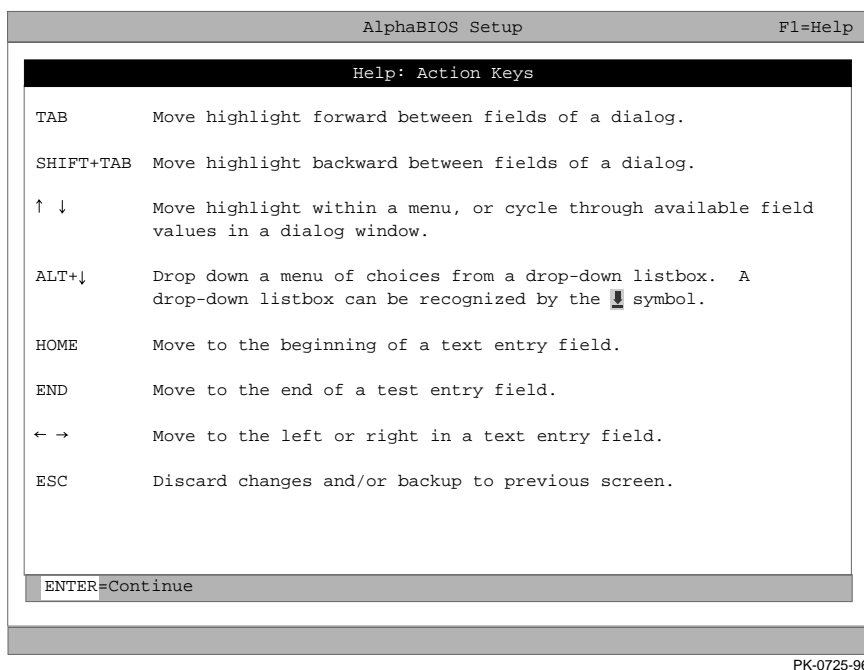 AlphaBIOS Setup F1=Help
Help: Action Keys
TAB Move highlight forward between fields of a dialog.
SHIFT+TAB Move highlight backward between fields of a dialog.
↑ ↓ Move highlight within a menu, or cycle through available field
values in a dialog window.
ALT+↓ Drop down a menu of choices from a drop-down listbox. A
drop-down listbox can be recognized by the ⬇ symbol.
HOME Move to the beginning of a text entry field.
END Move to the end of a test entry field.
← → Move to the left or right in a text entry field.
ESC Discard changes and/or backup to previous screen.
ENTER=Continue
PK-0725-96